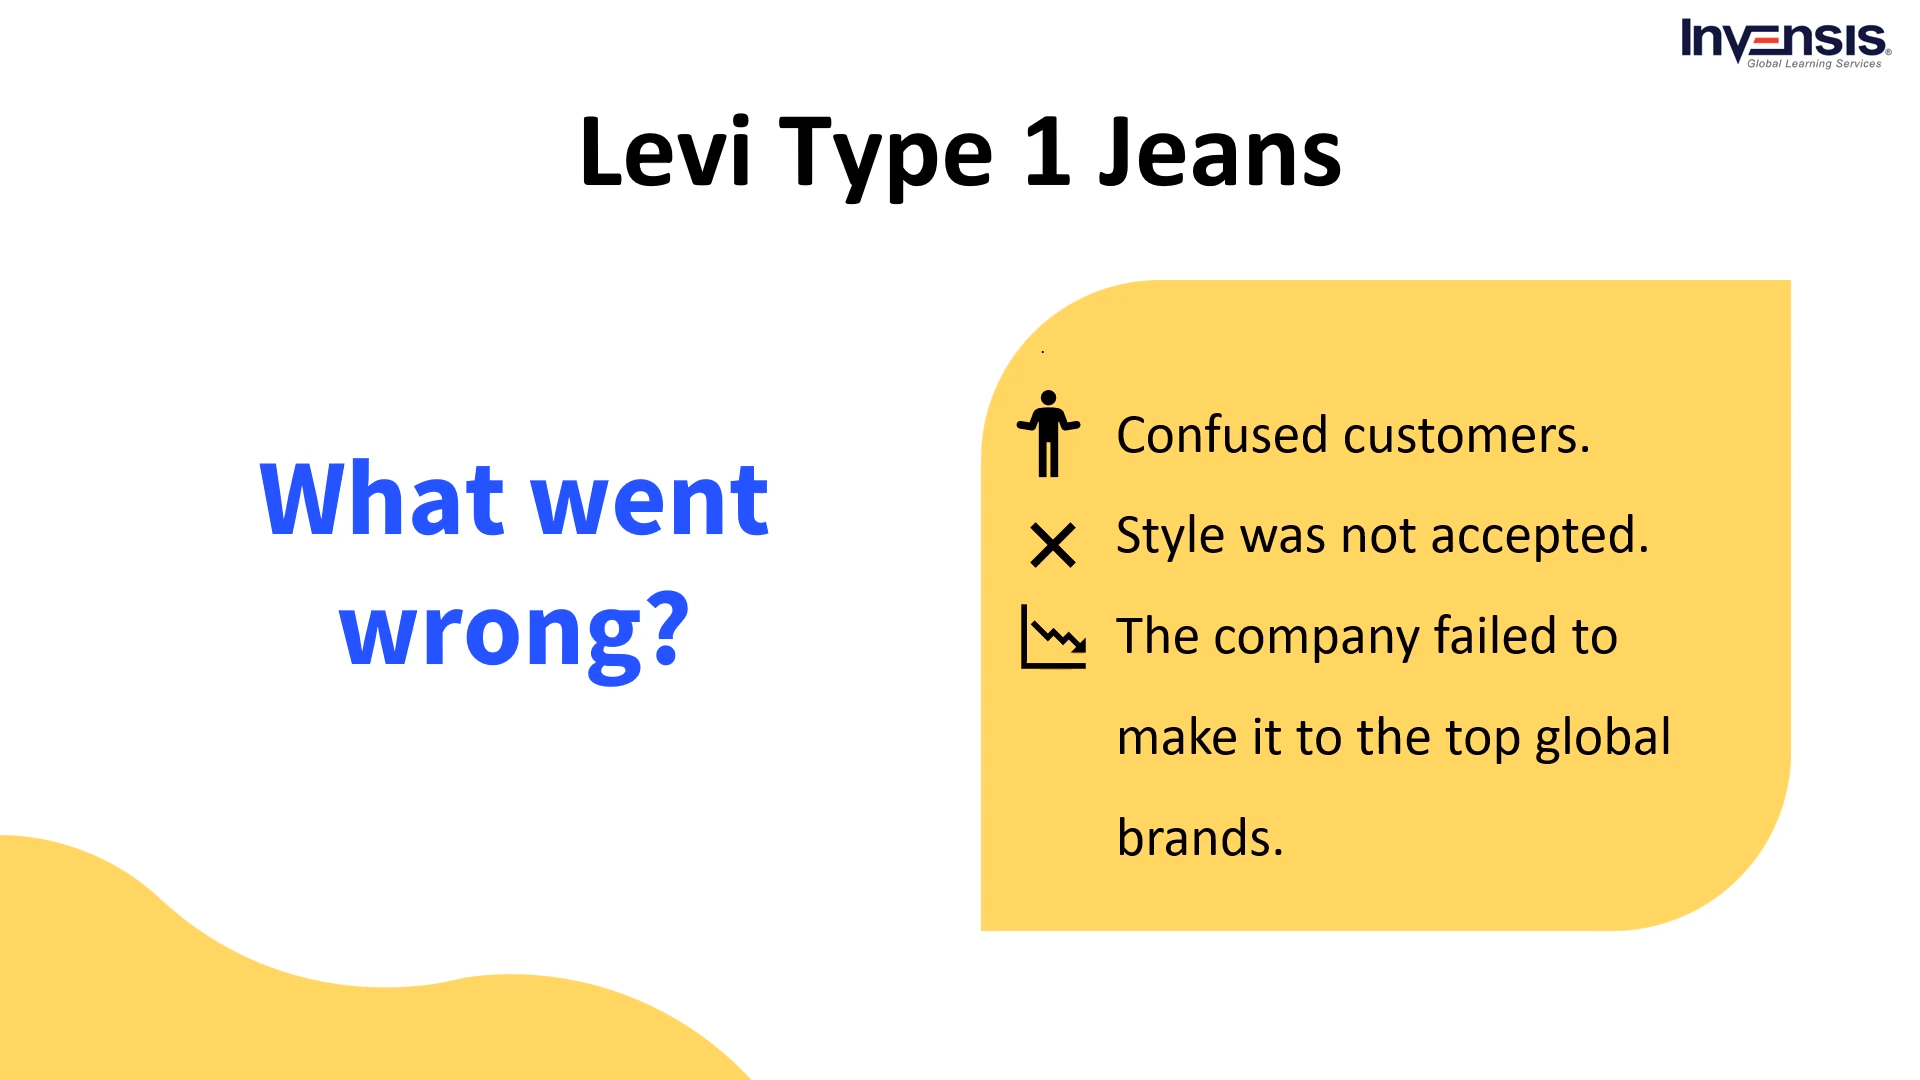 Invensis®
Global Learning Services
Levi Type 1 Jeans
What went
wrong?
Confused customers.
Style was not accepted.
The company failed to
make it to the top global
brands.